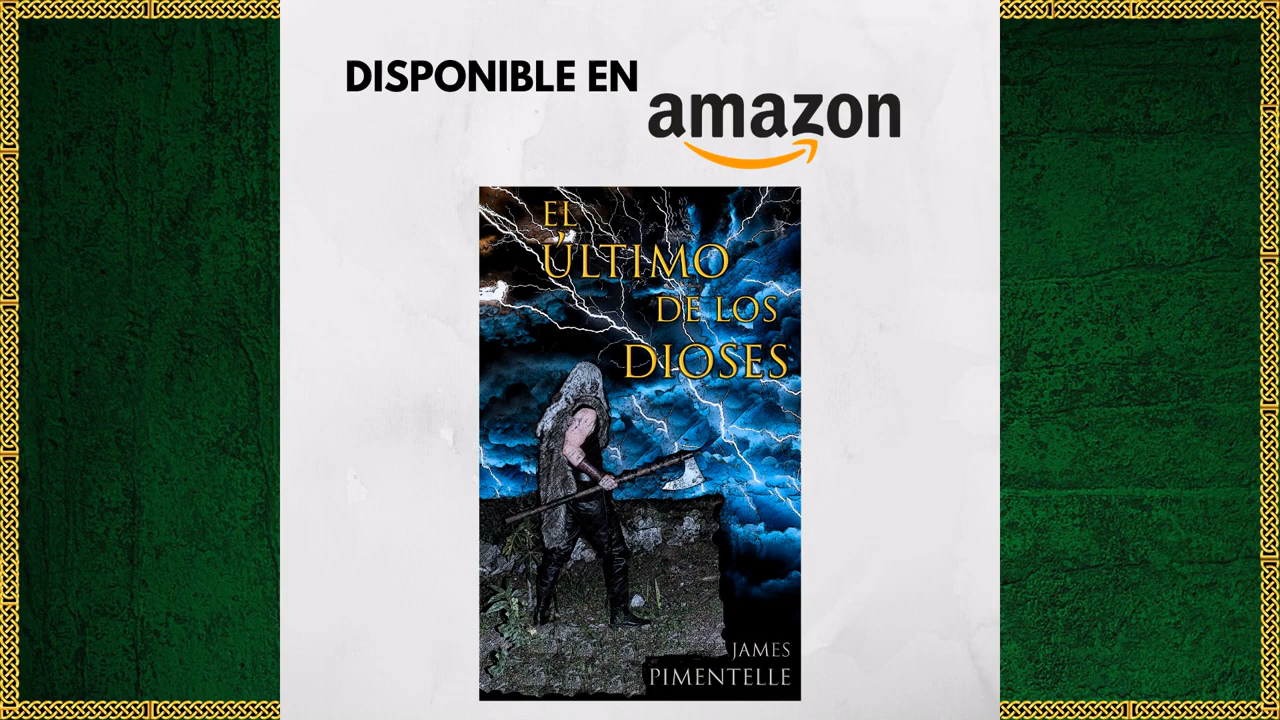 DISPONIBLE EN
amazon
EL
ÚLTIMO
DE LOS
DIOSES
JAMES
PIMENTELLE